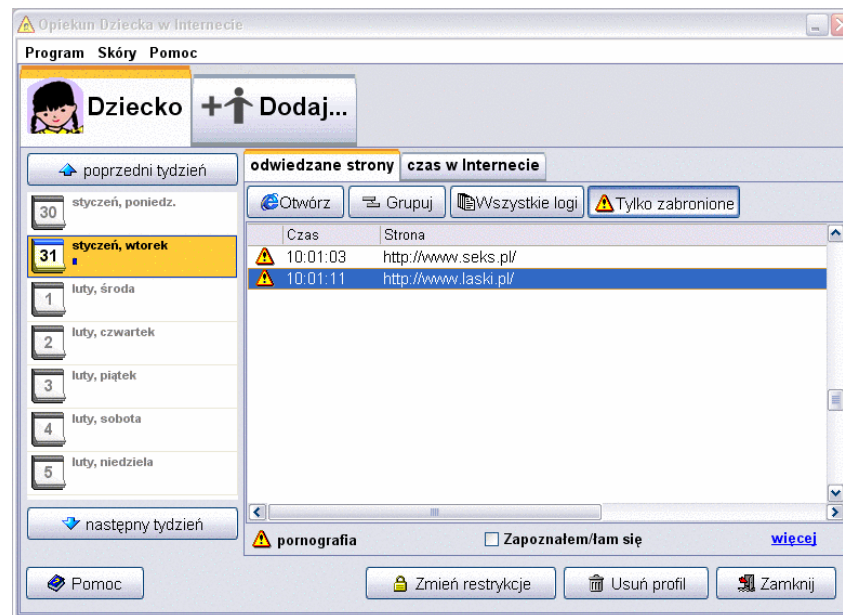 Opiekun Dziecka w Internecie
Program Skóry Pomoc
Dziecko
Dodaj...
poprzedni tydzień
30 styczeń, poniedz.
31 styczeń, wtorek
1 luty, środa
2 luty, czwartek
3 luty, piątek
4 luty, sobota
5 luty, niedziela
następny tydzień
odwiedzane strony czas w Internecie
Otwórz Grupuj Wszystkie logi Tylko zabronione
Czas Strona
10:01:03 http://www.seks.pl/
10:01:11 http://www.laski.pl/
pornografia Zapoznałem/łam się więcej
Pomoc Zmień restrykcje Usuń profil Zamknij